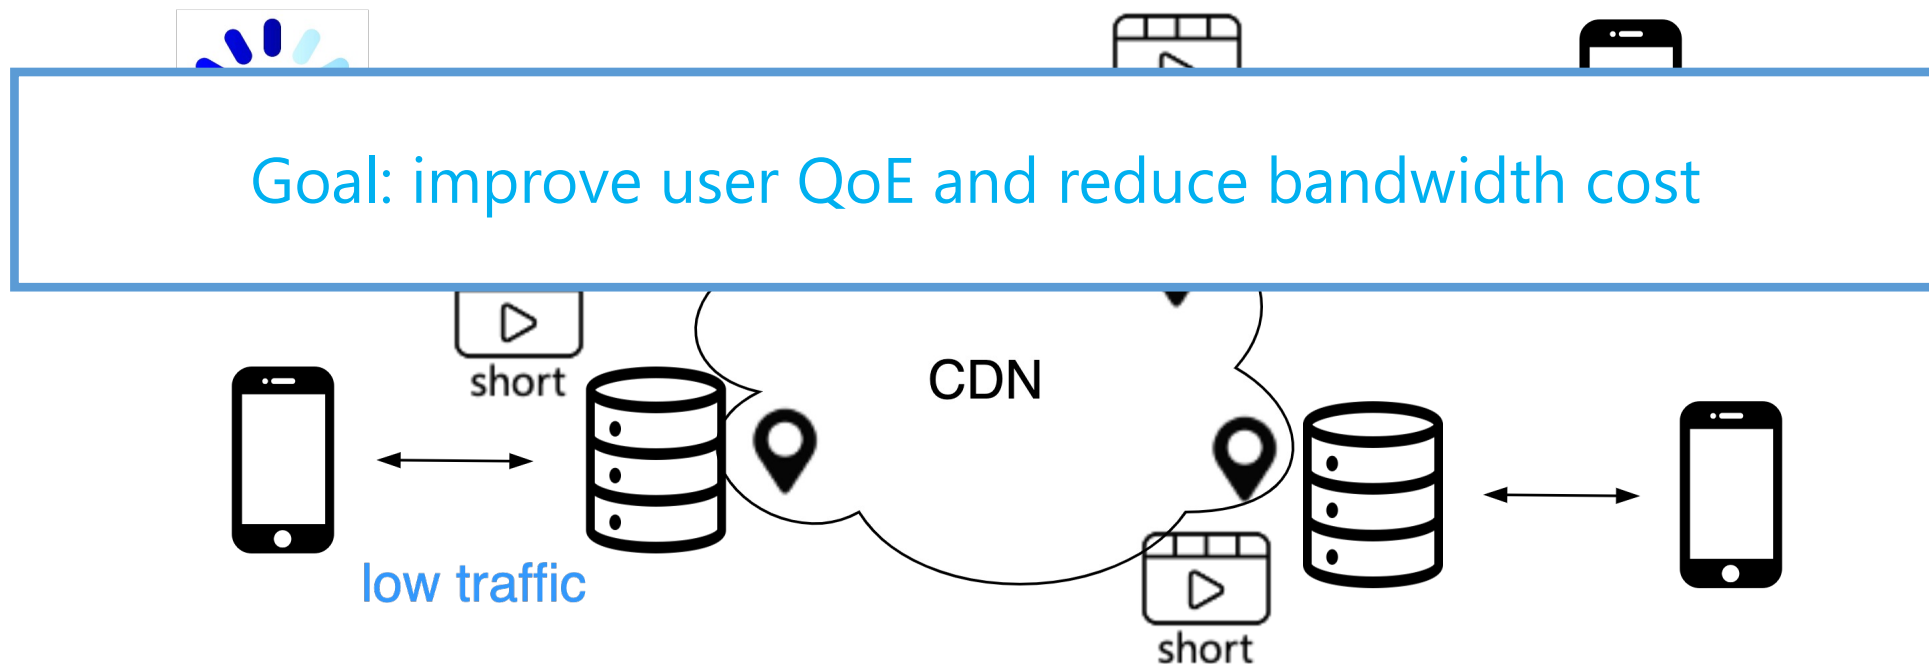 Goal: improve user QoE and reduce bandwidth cost
short
CDN
low traffic
short